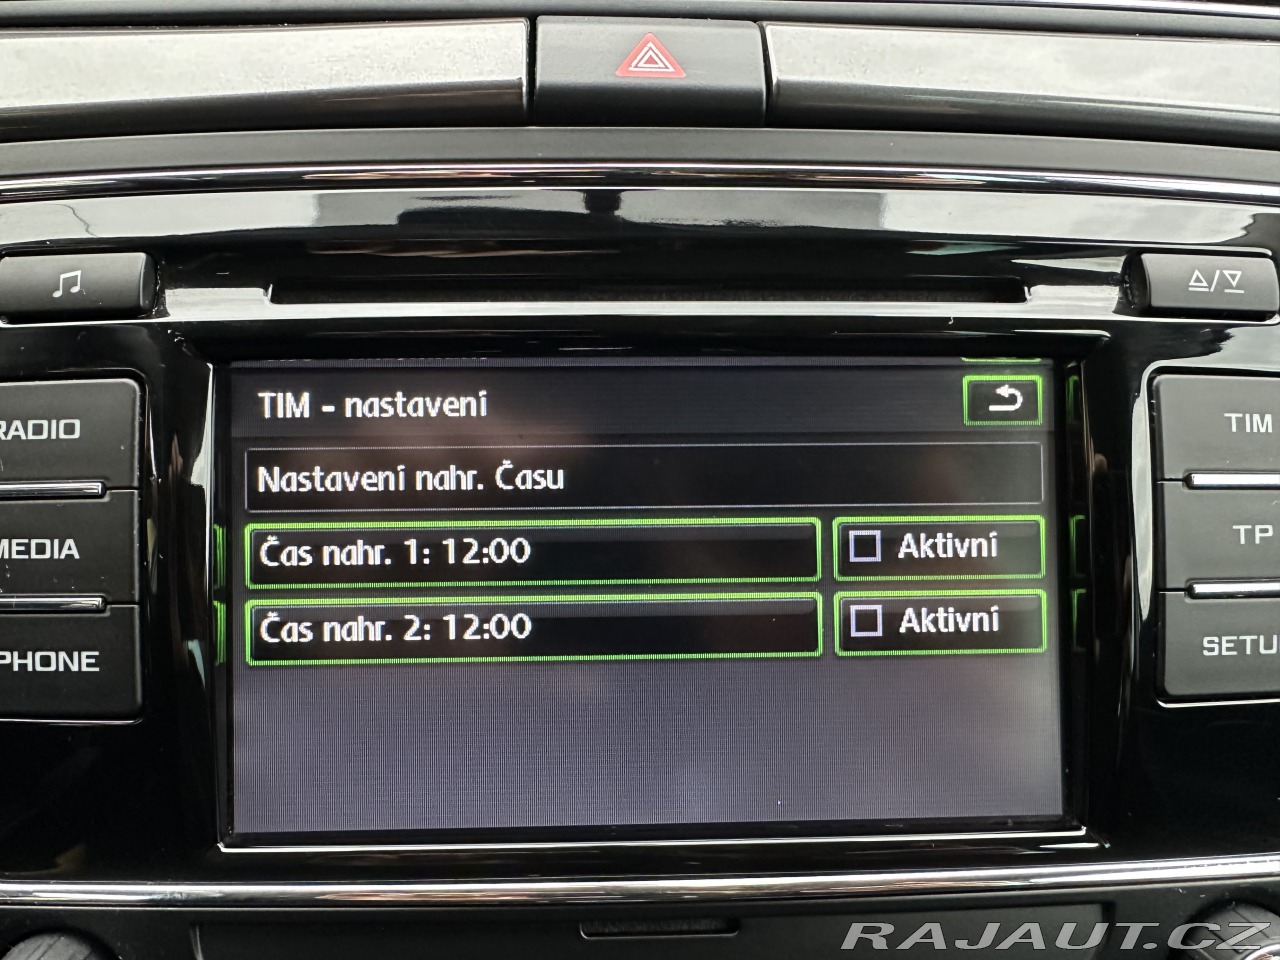 TIM - nastavení
RADIO
TIM
Nastavení nahr. Času
MEDIA
Čas nahr. 1: 12:00
Aktivní
TP
Čas nahr. 2: 12:00
Aktivní
PHONE
SETU
RAJAUT.CZ